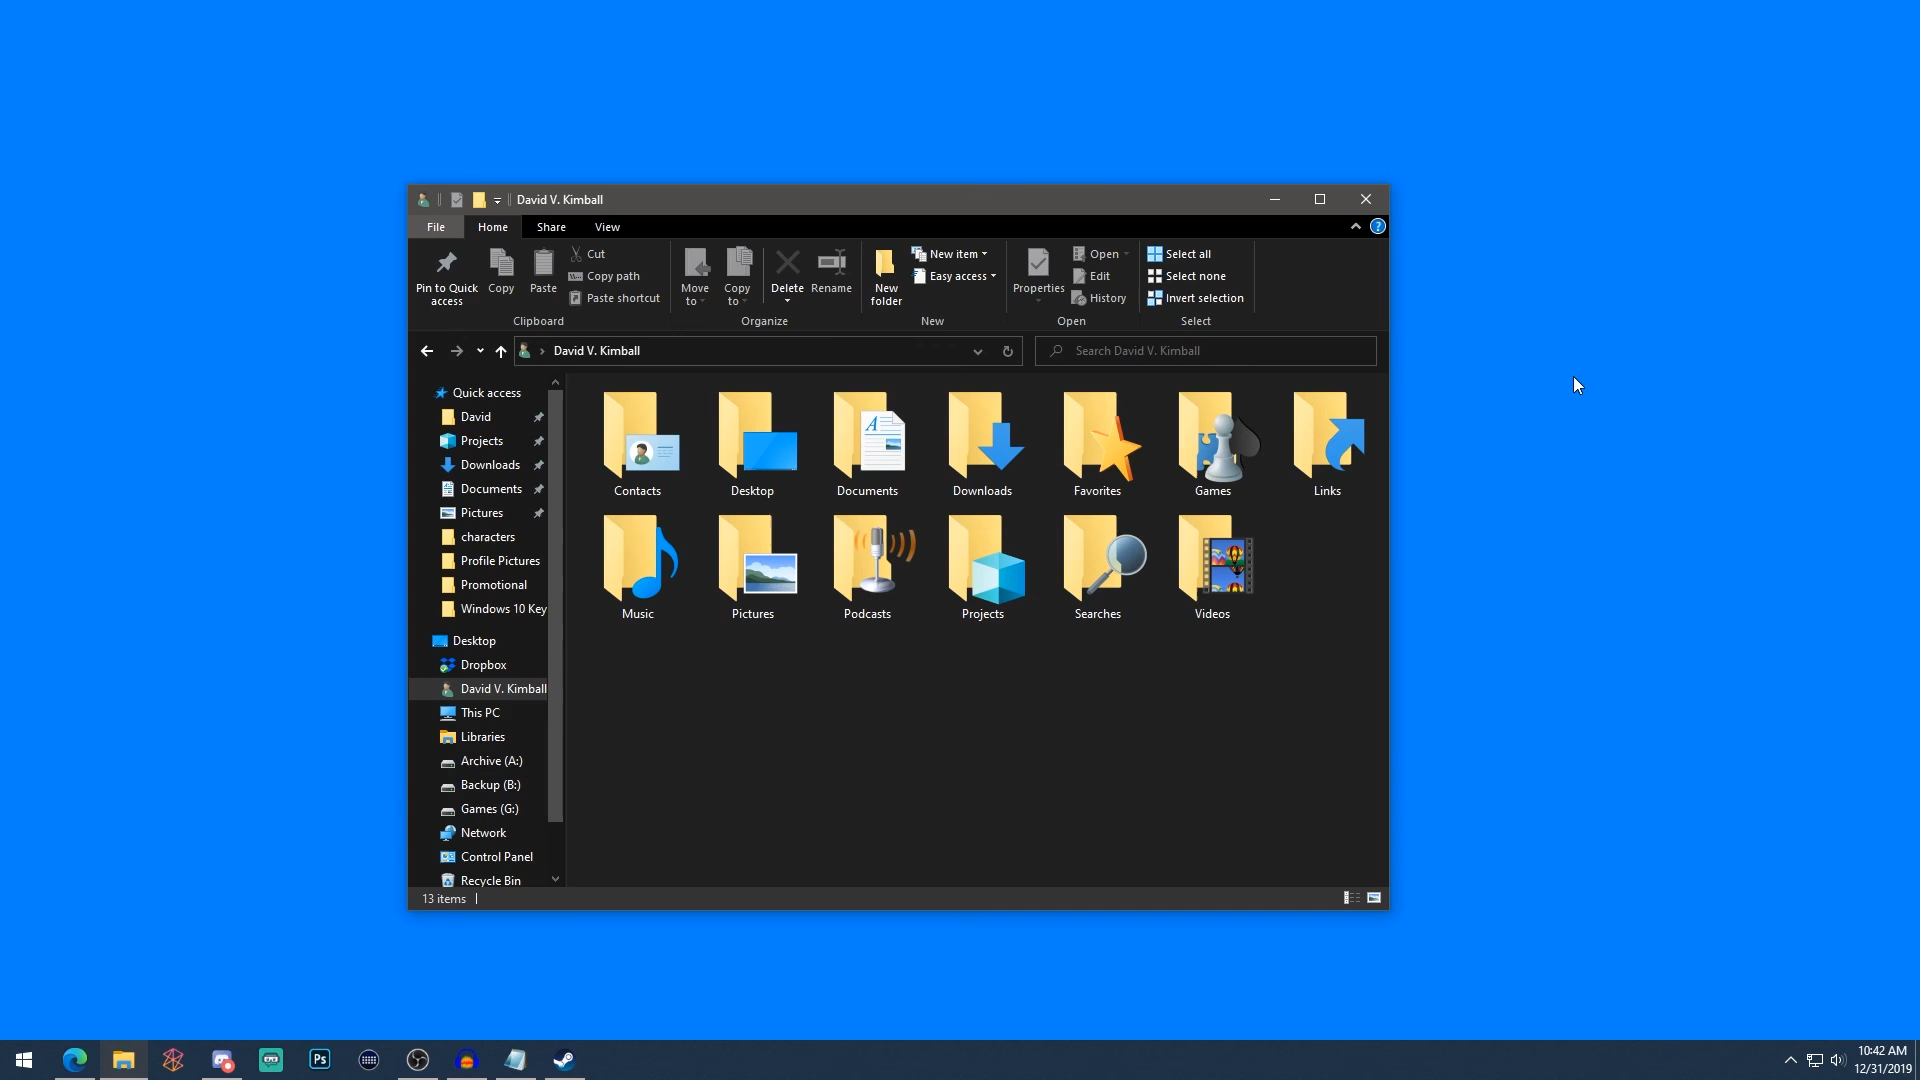 David V. Kimball
File Home Share View
Pin to Quick access
Copy
Paste
Cut
Copy path
Paste shortcut
Clipboard
Move to
Copy to
Delete
Rename
Organize
New folder
New item
Easy access
New
Properties
Open
Edit
History
Open
Select all
Select none
Invert selection
Select
David V. Kimball
Search David V. Kimball
Quick access
David
Projects
Downloads
Documents
Pictures
characters
Profile Pictures
Promotional
Windows 10 Key
Desktop
Dropbox
David V. Kimball
This PC
Libraries
Archive (A:)
Backup (B:)
Games (G:)
Network
Control Panel
Recycle Bin
Contacts Desktop Documents Downloads Favorites Games Links
Music Pictures Podcasts Projects Searches Videos
13 items
Ps
10:42 AM
12/31/2019